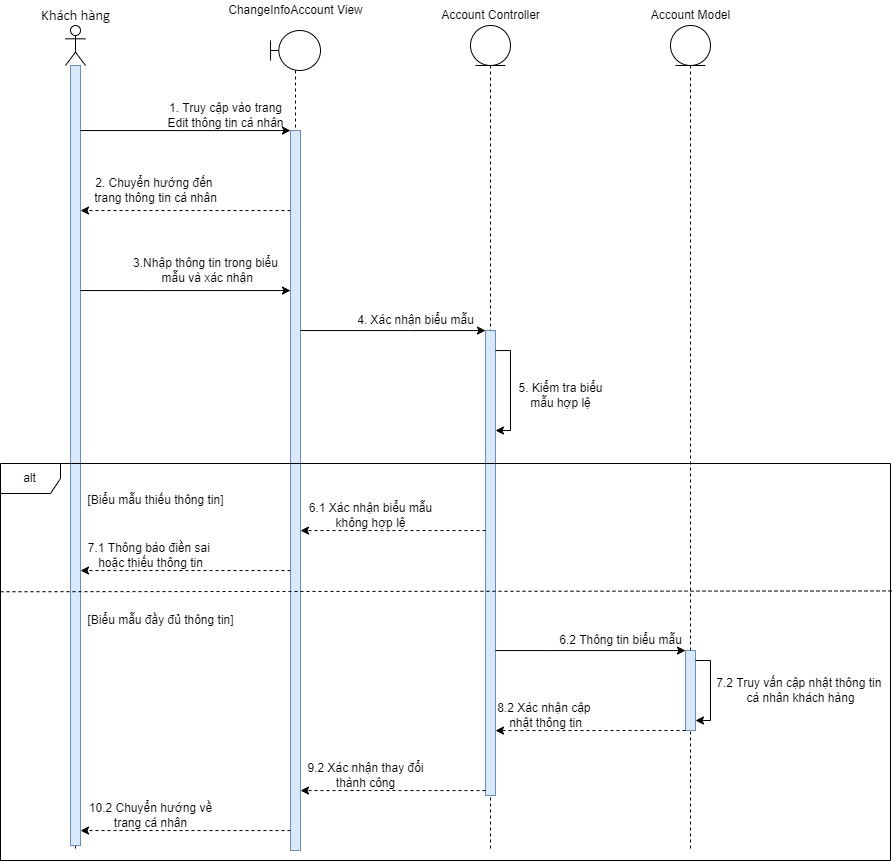 Khách hàng
ChangeInfoAccount View
Account Controller
Account Model
1. Truy cập vào trang
Edit thông tin cá nhân
2. Chuyển hướng đến
trang thông tin cá nhân
3.Nhập thông tin trong biểu
mẫu và xác nhận
4. Xác nhận biểu mẫu
5. Kiểm tra biểu
mẫu hợp lệ
alt
[Biểu mẫu thiếu thông tin]
6.1 Xác nhận biểu mẫu
không hợp lệ
7.1 Thông báo điền sai
hoặc thiếu thông tin
[Biểu mẫu đầy đủ thông tin]
6.2 Thông tin biểu mẫu
7.2 Truy vấn cập nhật thông tin
cá nhân khách hàng
8.2 Xác nhận cập
nhật thông tin
9.2 Xác nhận thay đổi
thành công
10.2 Chuyển hướng về
trang cá nhân